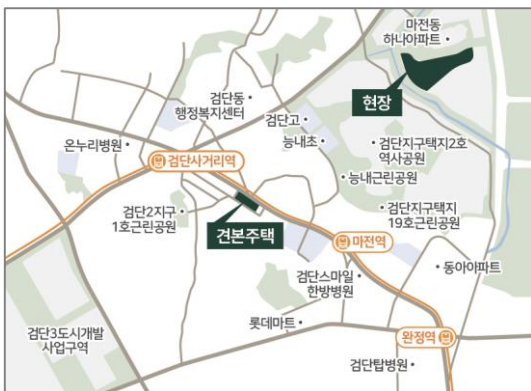 마전동
하나아파트
현장
검단동
행정복지센터
검단고
능내초
온누리병원
검단사거리역
검단지구택지2호
역사공원
능내근린공원
검단2지구
1호근린공원
견본주택
검단지구택지
19호근린공원
마전역
동아아파트
검단스마일
한방병원
롯데마트
검단3도시개발
사업구역
완정역
검단탑병원